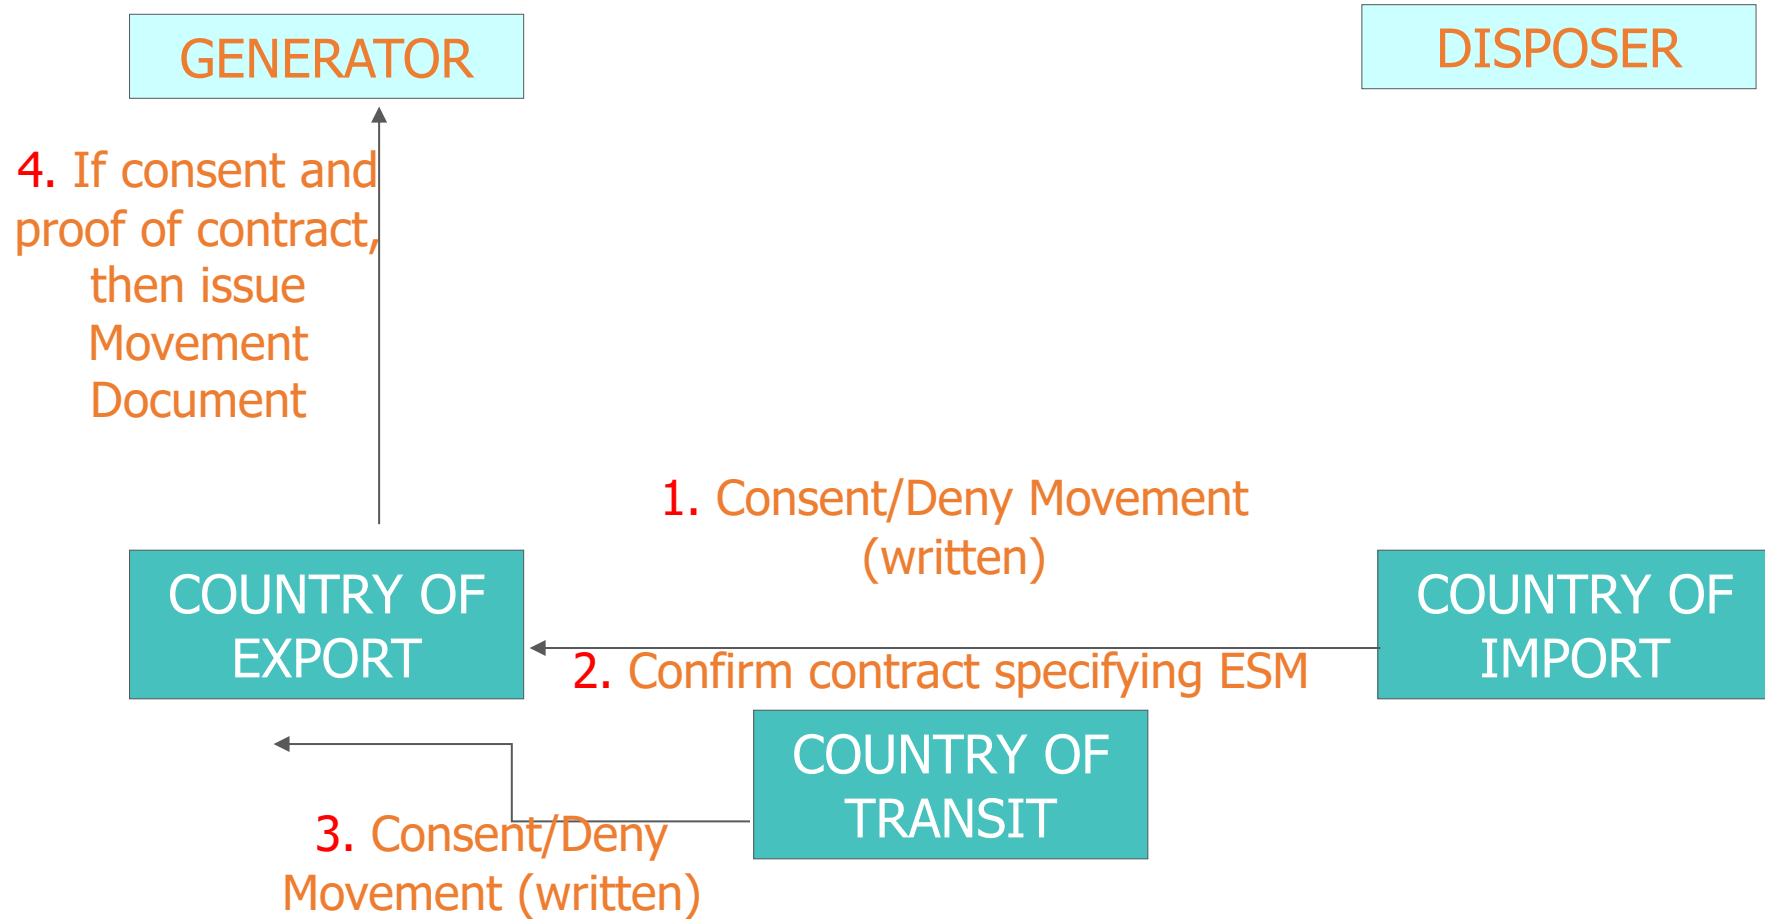 GENERATOR
DISPOSER
4. If consent and
proof of contract,
then issue
Movement
Document
1. Consent/Deny Movement
(written)
COUNTRY OF
EXPORT
COUNTRY OF
IMPORT
2. Confirm contract specifying ESM
COUNTRY OF
TRANSIT
3. Consent/Deny
Movement (written)